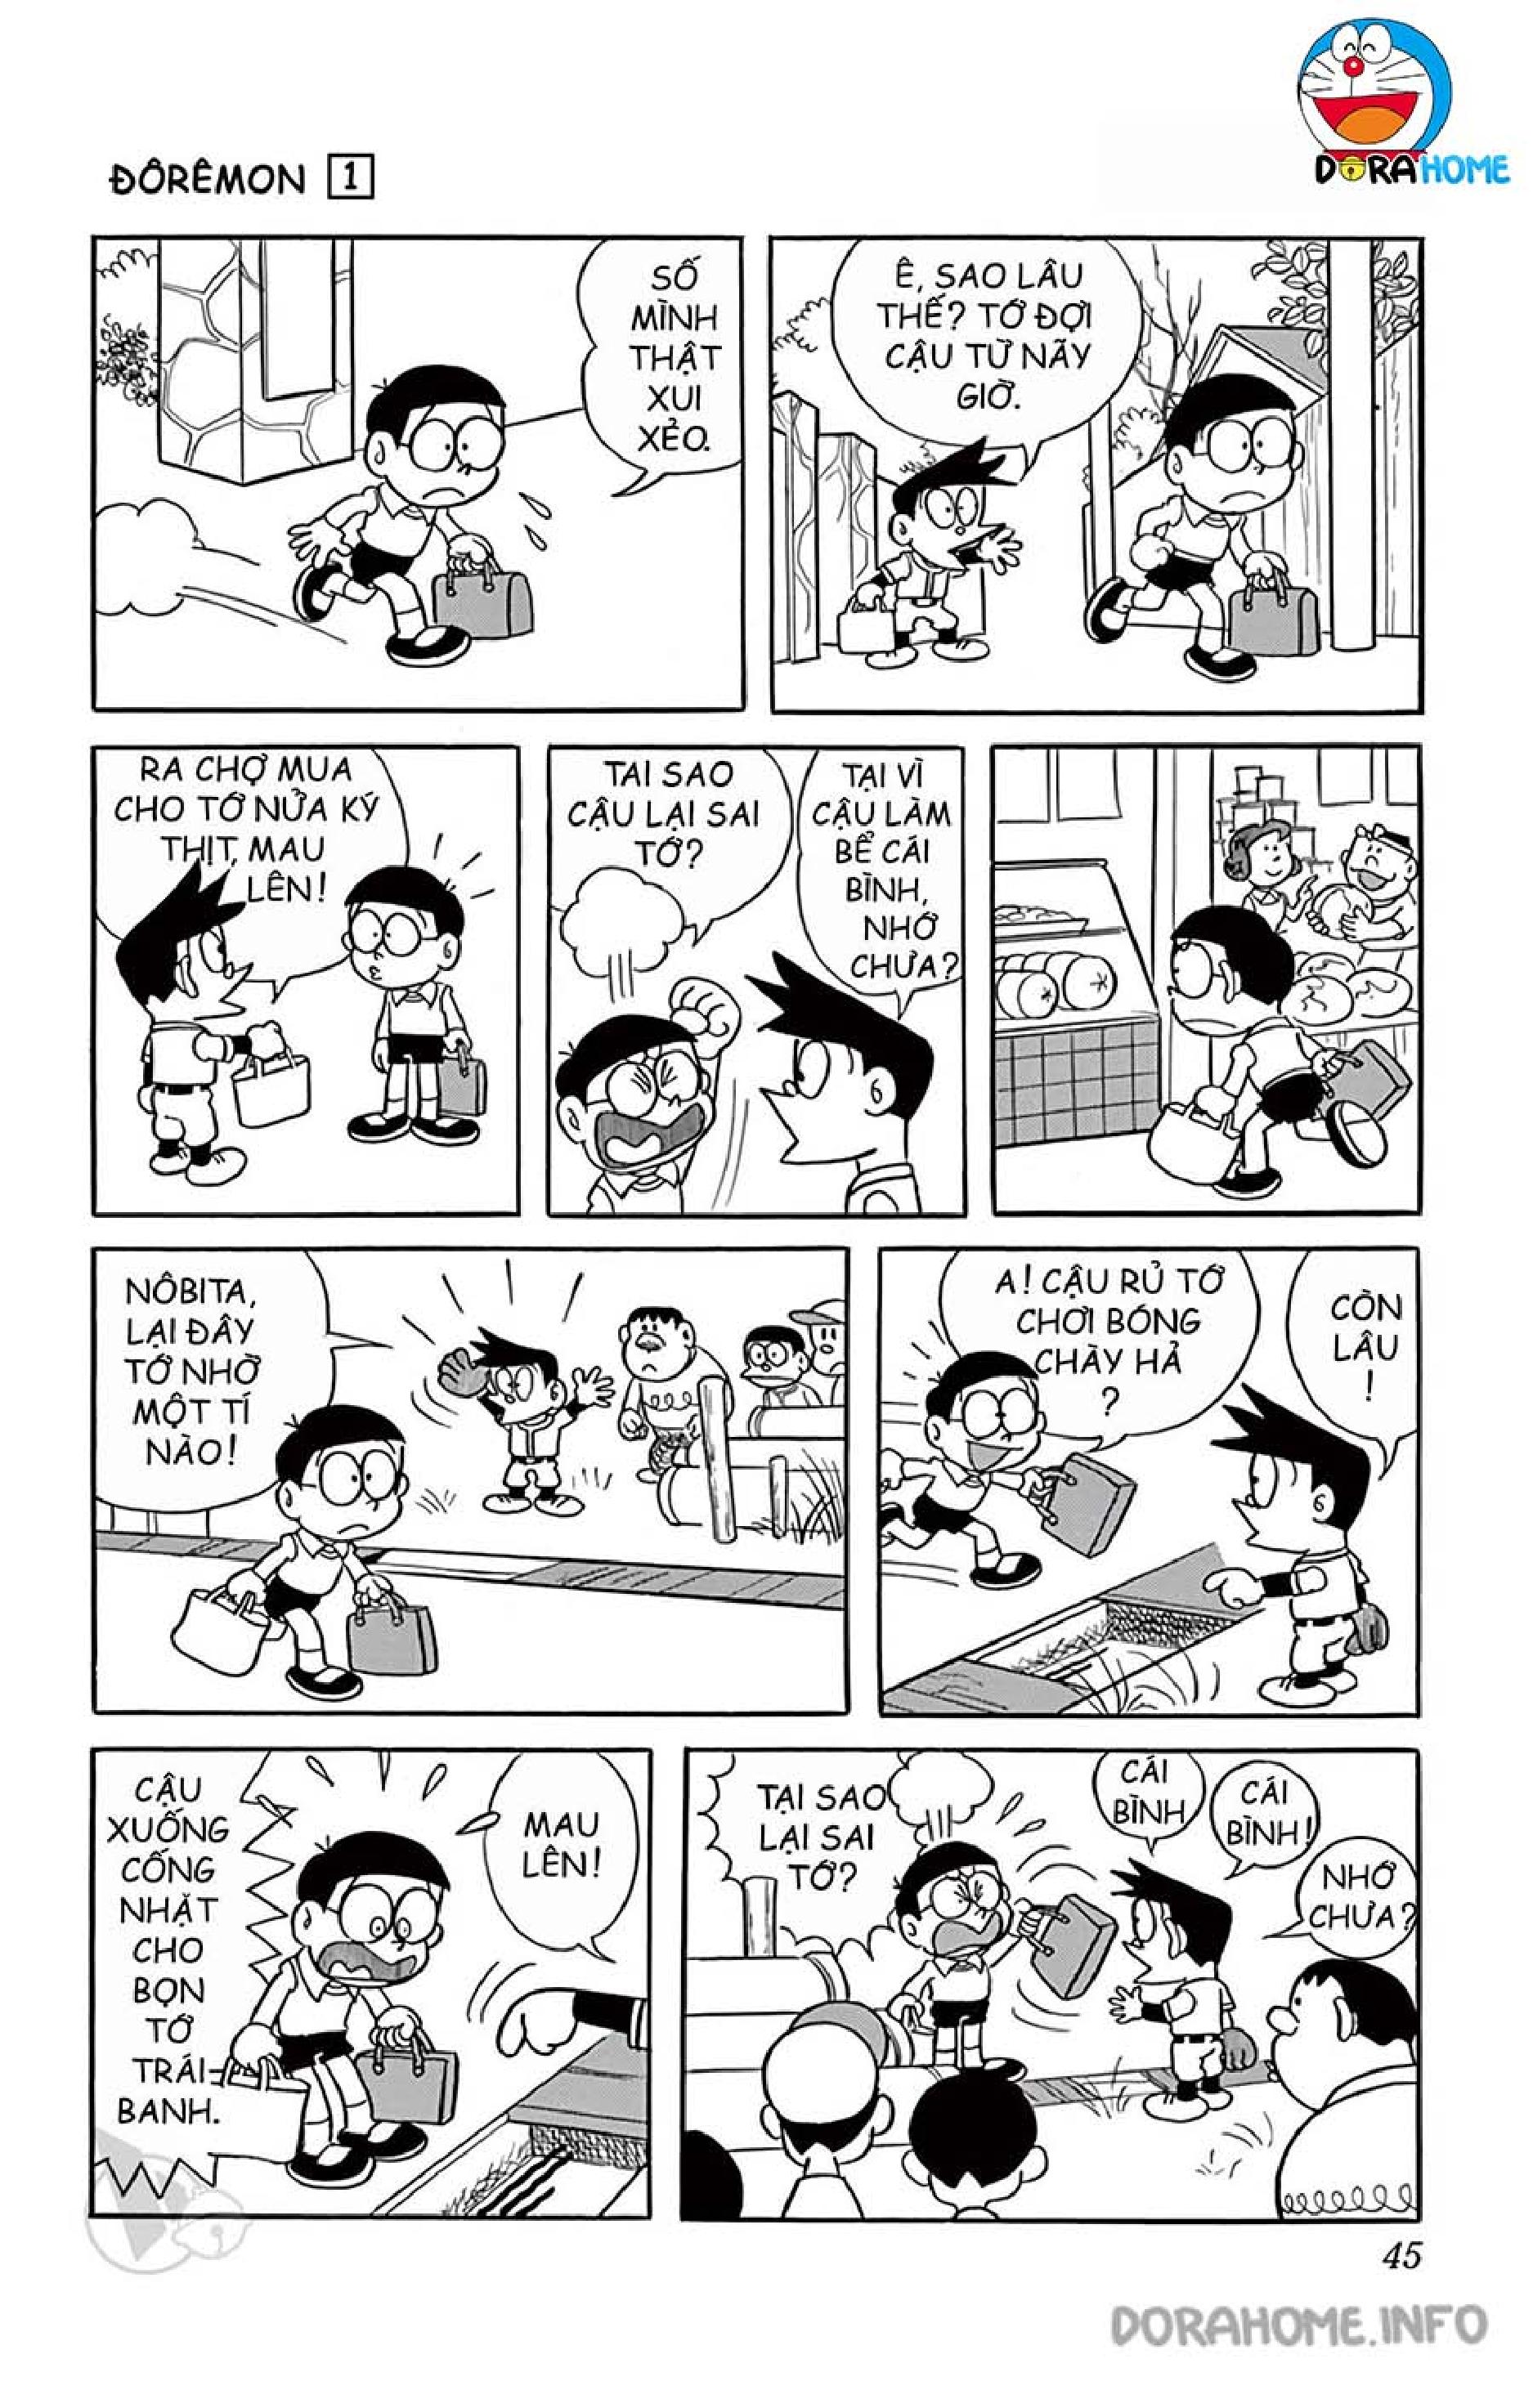 DORAHOME
ĐÔRÊMON 1
SỐ
MÌNH
THẬT
XUI
XẺO.
Ê, SAO LÂU
THẾ? TỚ ĐỢI
CẬU TỪ NÃY
GIỜ.
RA CHỢ MUA
CHO TỚ NỬA KÝ
THỊT, MAU
LÊN!
TAI SAO
CẬU LẠI SAI
TỚ?
TẠI VÌ
CẬU LÀM
BỂ CÁI
BÌNH,
NHỚ
CHƯA?
NÔBITA,
LẠI ĐÂY
TỚ NHỜ
MỘT TÍ
NÀO!
A! CẬU RỦ TỚ
CHƠI BÓNG
CHÀY HẢ
?
CÒN
LÂU
!
CẬU
XUỐNG
CỐNG
NHẶT
CHO
BỌN
TỚ
TRÁI
BANH.
MAU
LÊN!
TẠI SAO
LẠI SAI
TỚ?
CÁI
BÌNH
CÁI
BÌNH!
NHỚ
CHƯA?
45
DORAHOME.INFO